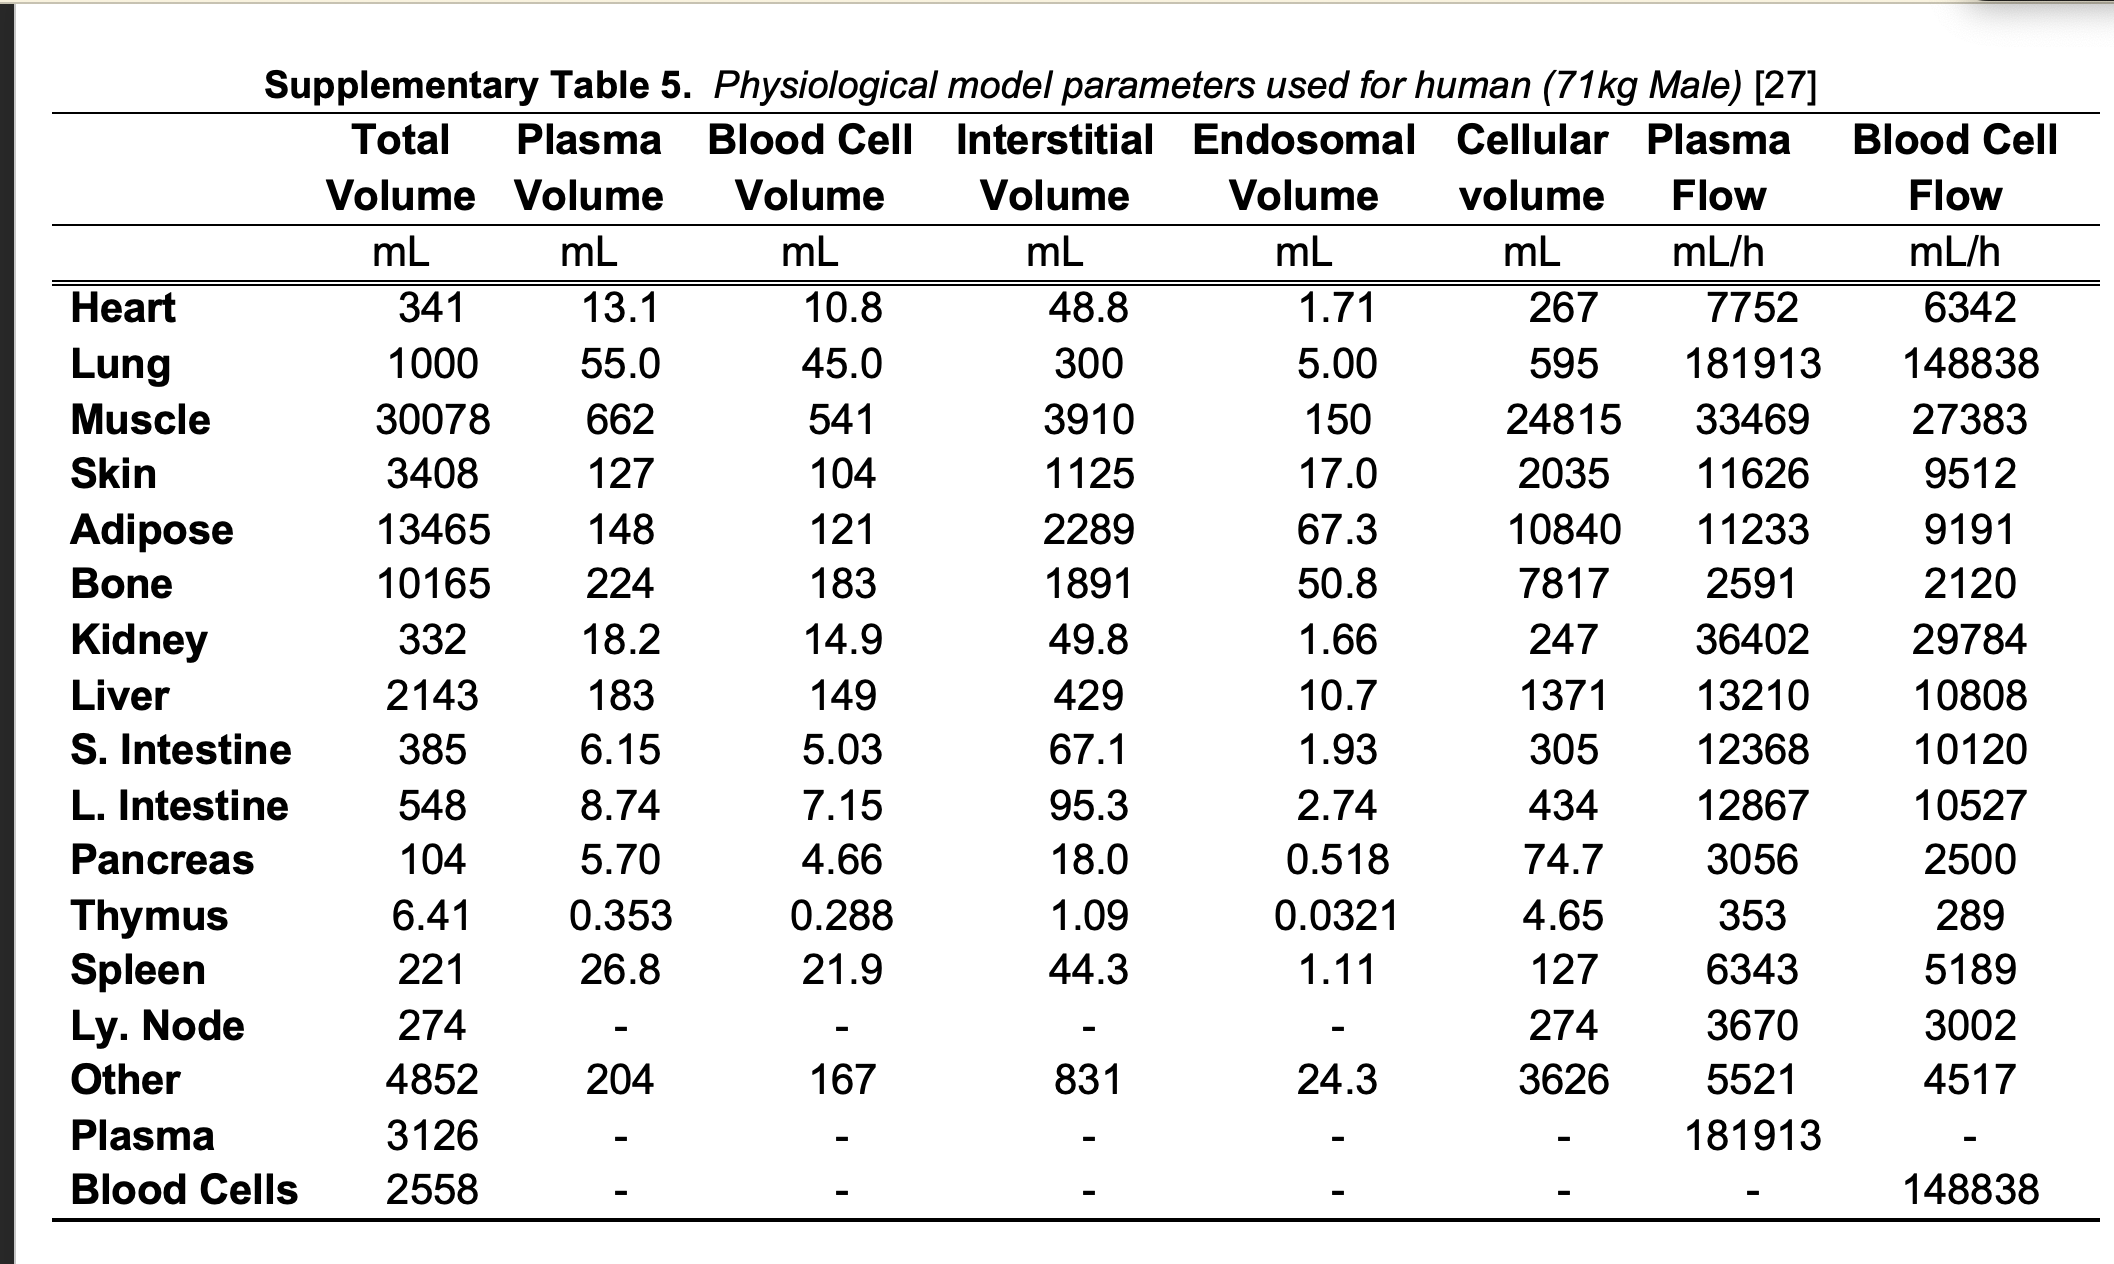 Supplementary Table 5. Physiological model parameters used for human (71kg Male) [27]
Total Plasma Blood Cell Interstitial Endosomal Cellular Plasma Blood Cell
Volume Volume Volume Volume Volume volume Flow Flow
mL mL mL mL mL mL mL/h mL/h
Heart 341 13.1 10.8 48.8 1.71 267 7752 6342
Lung 1000 55.0 45.0 300 5.00 595 181913 148838
Muscle 30078 662 541 3910 150 24815 33469 27383
Skin 3408 127 104 1125 17.0 2035 11626 9512
Adipose 13465 148 121 2289 67.3 10840 11233 9191
Bone 10165 224 183 1891 50.8 7817 2591 2120
Kidney 332 18.2 14.9 49.8 1.66 247 36402 29784
Liver 2143 183 149 429 10.7 1371 13210 10808
S. Intestine 385 6.15 5.03 67.1 1.93 305 12368 10120
L. Intestine 548 8.74 7.15 95.3 2.74 434 12867 10527
Pancreas 104 5.70 4.66 18.0 0.518 74.7 3056 2500
Thymus 6.41 0.353 0.288 1.09 0.0321 4.65 353 289
Spleen 221 26.8 21.9 44.3 1.11 127 6343 5189
Ly. Node 274 - - - - 274 3670 3002
Other 4852 204 167 831 24.3 3626 5521 4517
Plasma 3126 - - - - - 181913 -
Blood Cells 2558 - - - - - - 148838